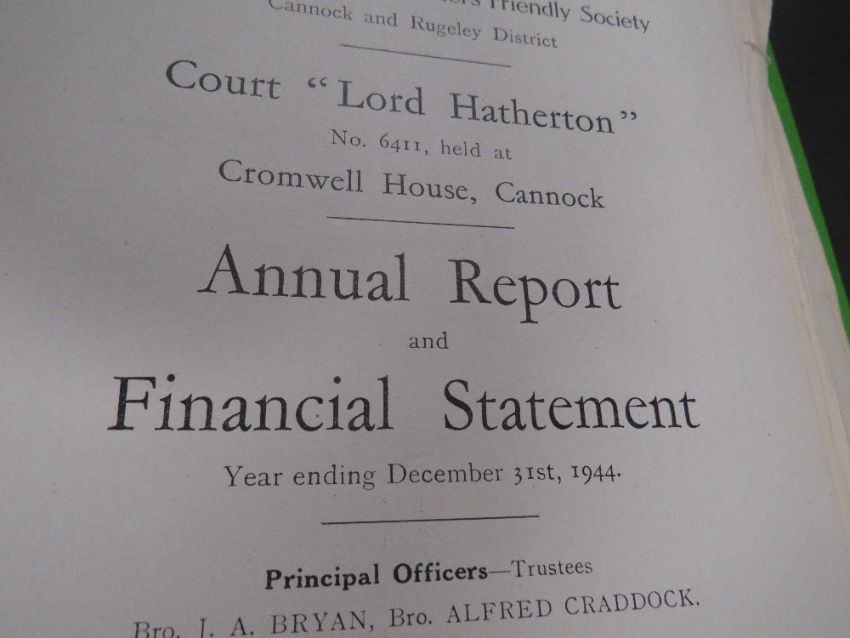 Friendly Society
Cannock and Rugeley District
Court "Lord Hatherton"
No. 6411, held at
Cromwell House, Cannock
Annual Report
and
Financial Statement
Year ending December 31st, 1944.
Principal Officers—Trustees
Bro. J. A. BRYAN, Bro. ALFRED CRADDOCK.